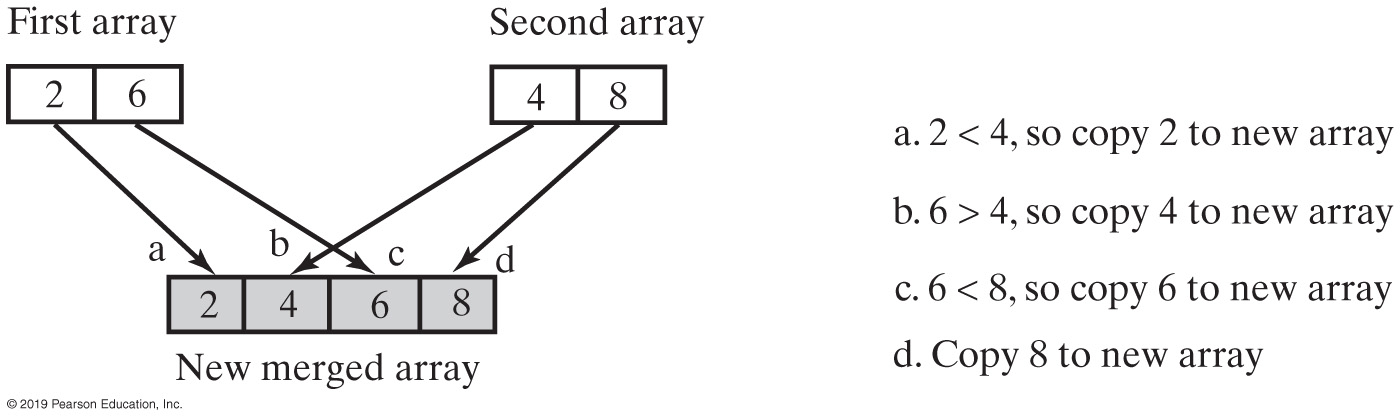 First array
Second array
2 6
4 8
a. 2 < 4, so copy 2 to new array
b. 6 > 4, so copy 4 to new array
c. 6 < 8, so copy 6 to new array
d. Copy 8 to new array
a b c d
2 4 6 8
New merged array
© 2019 Pearson Education, Inc.